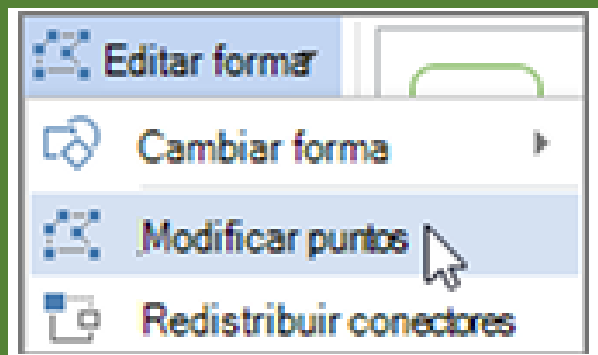 Editar forma
Cambiar forma
Modificar puntos
Redistribuir conectores